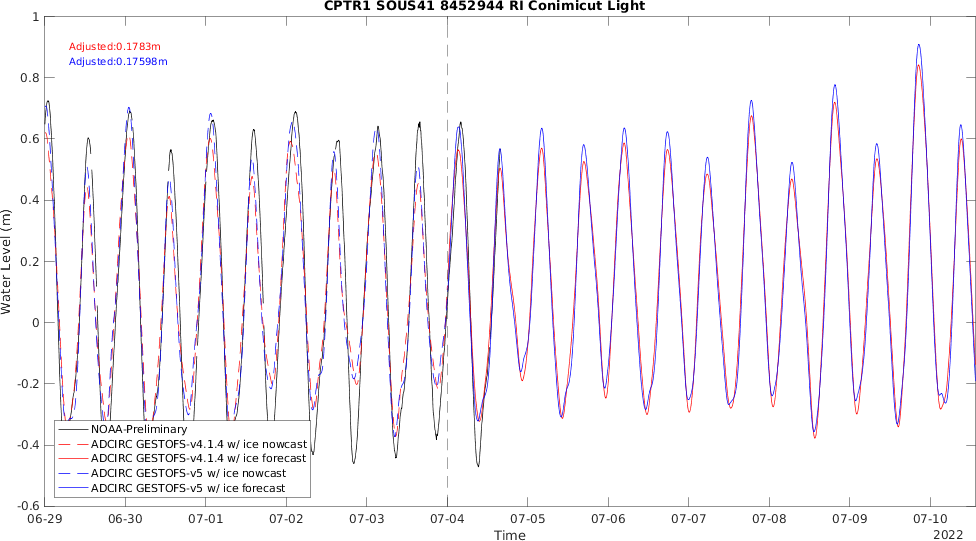 CPTR1 SOUS41 8452944 RI Conimicut Light
1
0.8
0.6
0.4
0.2
0
-0.2
-0.4
-0.6
Water Level (m)
Adjusted:0.1783m
Adjusted:0.17598m
NOAA-Preliminary
ADCIRC GESTOFS-v4.1.4 w/ ice nowcast
ADCIRC GESTOFS-v4.1.4 w/ ice forecast
ADCIRC GESTOFS-v5 w/ ice nowcast
ADCIRC GESTOFS-v5 w/ ice forecast
06-29 06-30 07-01 07-02 07-03 07-04 07-05 07-06 07-07 07-08 07-09 07-10
Time
2022